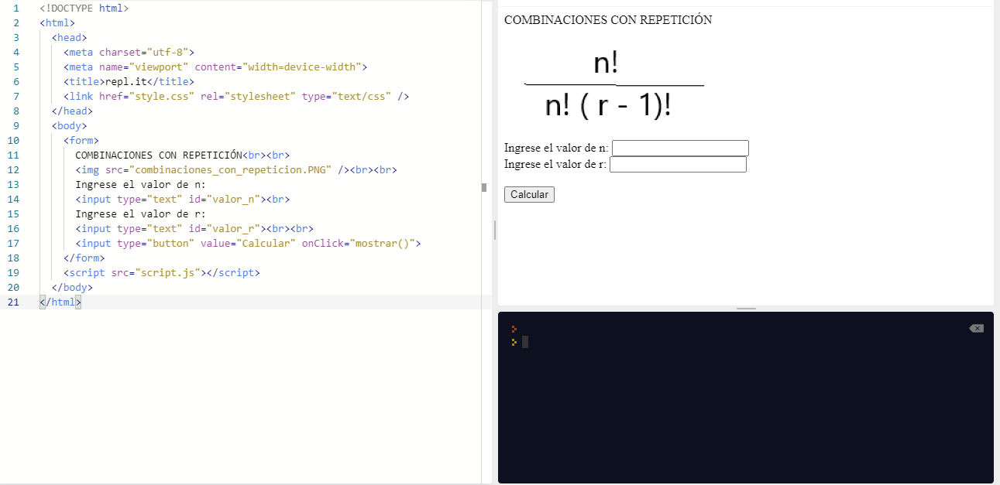 1 <!DOCTYPE html>
2 <html>
3 <head>
4 <meta charset="utf-8">
5 <meta name="viewport" content="width=device-width">
6 <title>repl.it</title>
7 <link href="style.css" rel="stylesheet" type="text/css" />
8 </head>
9 <body>
10 <form>
11 COMBINACIONES CON REPETICIÓN<br><br>
12 <img src="combinaciones_con_repeticion.PNG" /><br><br>
13 Ingrese el valor de n:
14 <input type="text" id="valor_n"><br>
15 Ingrese el valor de r:
16 <input type="text" id="valor_r"><br><br>
17 <input type="button" value="Calcular" onClick="mostrar()">
18 </form>
19 <script src="script.js"></script>
20 </body>
21 </html>
COMBINACIONES CON REPETICIÓN
n!
n! ( r - 1)!
Ingrese el valor de n:
Ingrese el valor de r:
Calcular
>
>